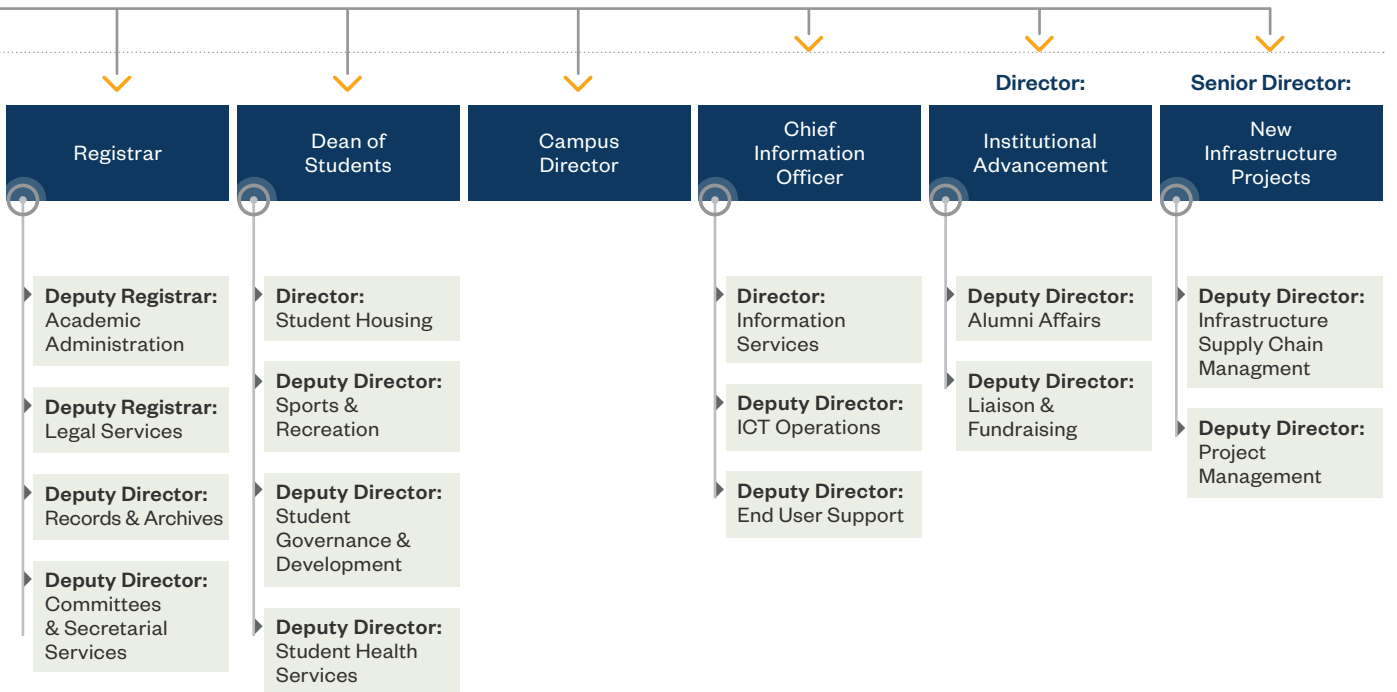 Director:
Senior Director:
Registrar
Dean of
Students
Campus
Director
Chief
Information
Officer
Institutional
Advancement
New
Infrastructure
Projects
Deputy Registrar:
Academic
Administration
Deputy Registrar:
Legal Services
Deputy Director:
Records & Archives
Deputy Director:
Committees
& Secretarial
Services
Director:
Student Housing
Deputy Director:
Sports &
Recreation
Deputy Director:
Student
Governance &
Development
Deputy Director:
Student Health
Services
Director:
Information
Services
Deputy Director:
ICT Operations
Deputy Director:
End User Support
Deputy Director:
Alumni Affairs
Deputy Director:
Liaison &
Fundraising
Deputy Director:
Infrastructure
Supply Chain
Managment
Deputy Director:
Project
Management